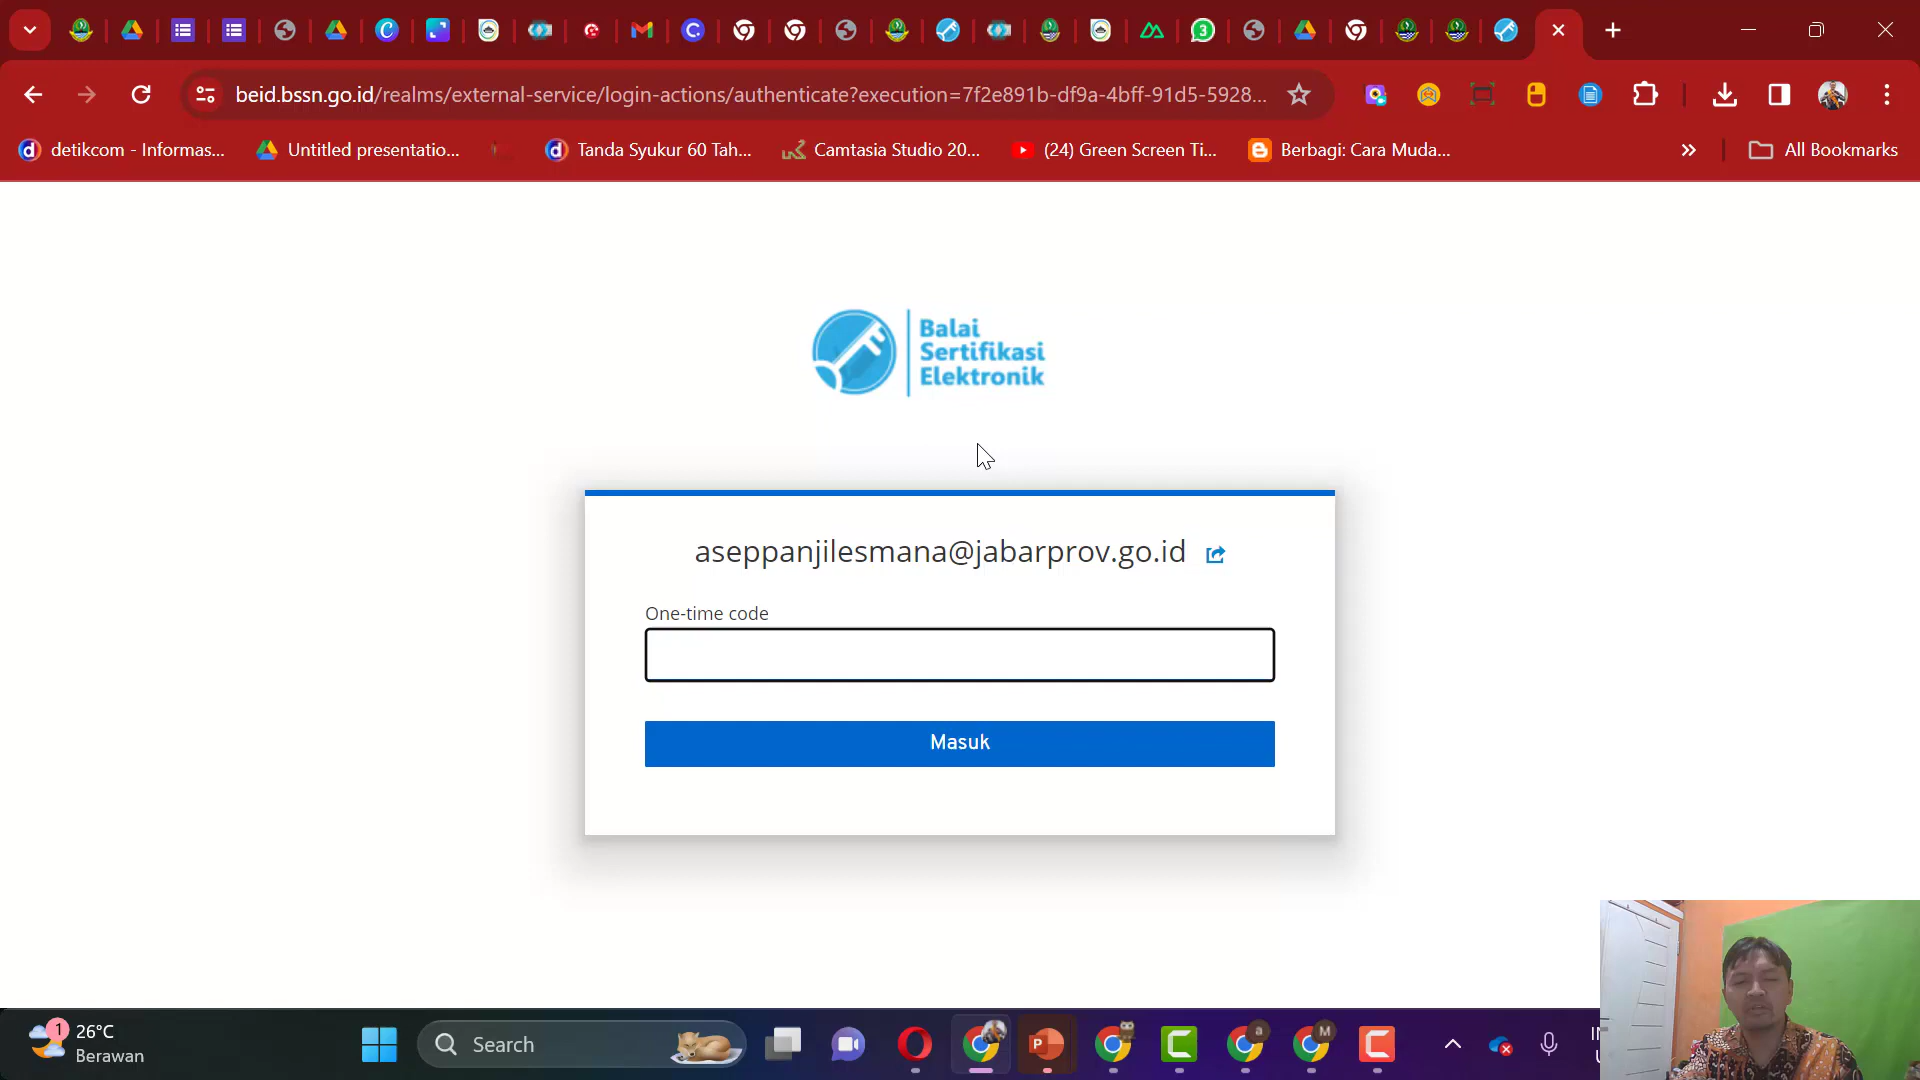 3
beid.bssn.go.id/realms/external-service/login-actions/authenticate?execution=7f2e891b-df9a-4bff-91d5-5928...
detikcom - Informas...
Untitled presentatio...
Tanda Syukur 60 Tah...
Camtasia Studio 20...
(24) Green Screen Ti...
Berbagi: Cara Muda...
All Bookmarks
Balai
Sertifikasi
Elektronik
aseppanjilesmana@jabarprov.go.id
One-time code
Masuk
1
26°C
Berawan
Search
P
a
M